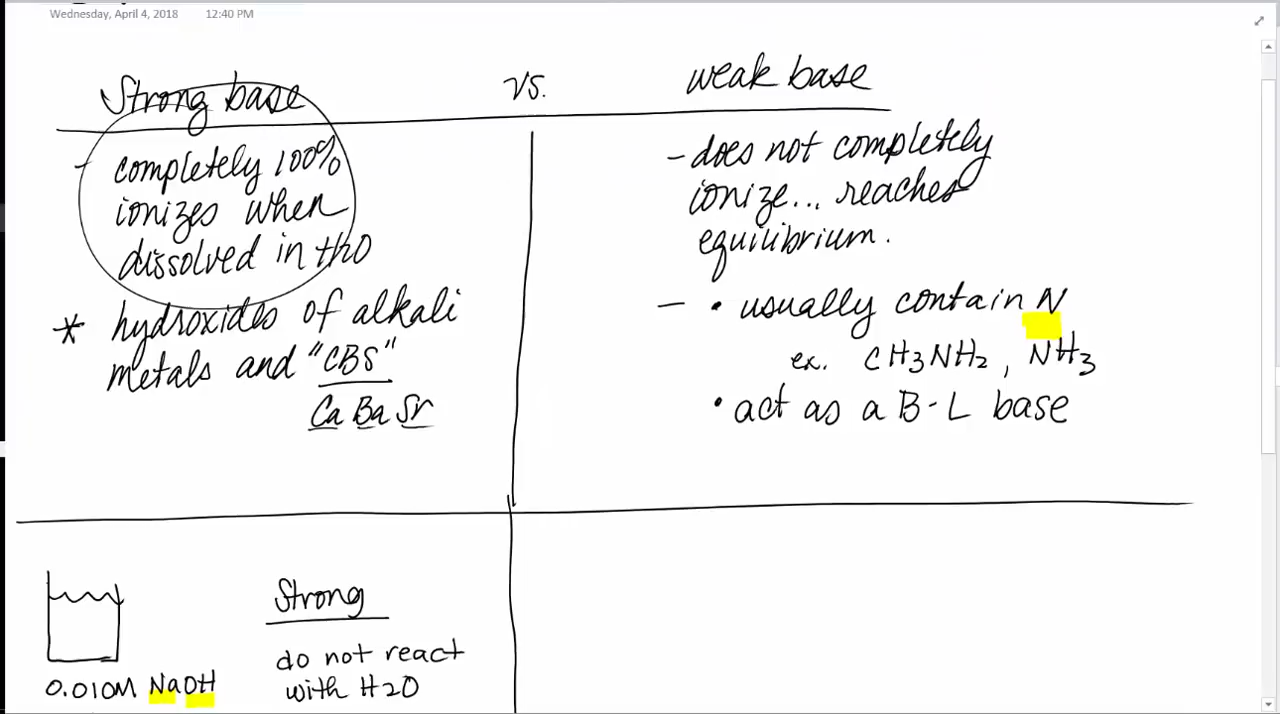 Wednesday, April 4, 2018 12:40 PM
Strong base vs. weak base
- completely 100%
ionizes when
dissolved in H2O
* hydroxides of alkali
metals and "CBS"
Ca Ba Sr
- does not completely
ionize... reaches
equilibrium.
- • usually contain N
ex. CH3NH2, NH3
• act as a B-L base
0.010M NaOH
Strong
do not react
with H2O